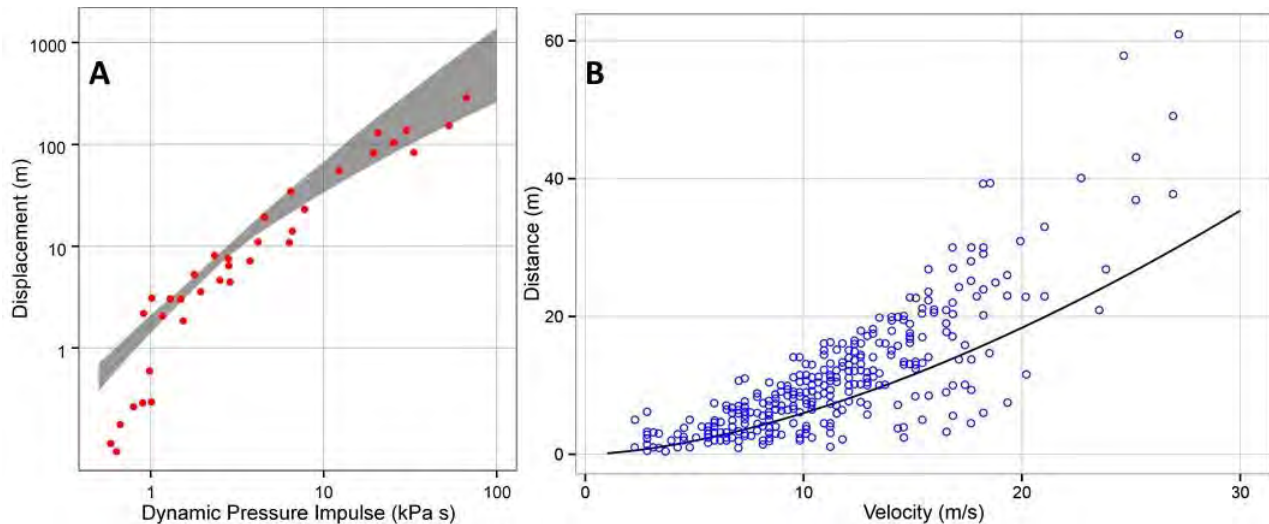 A
1000
100
10
1
Displacement (m)
1
10
100
Dynamic Pressure Impulse (kPa s)
B
60
40
20
0
Distance (m)
0
10
20
30
Velocity (m/s)